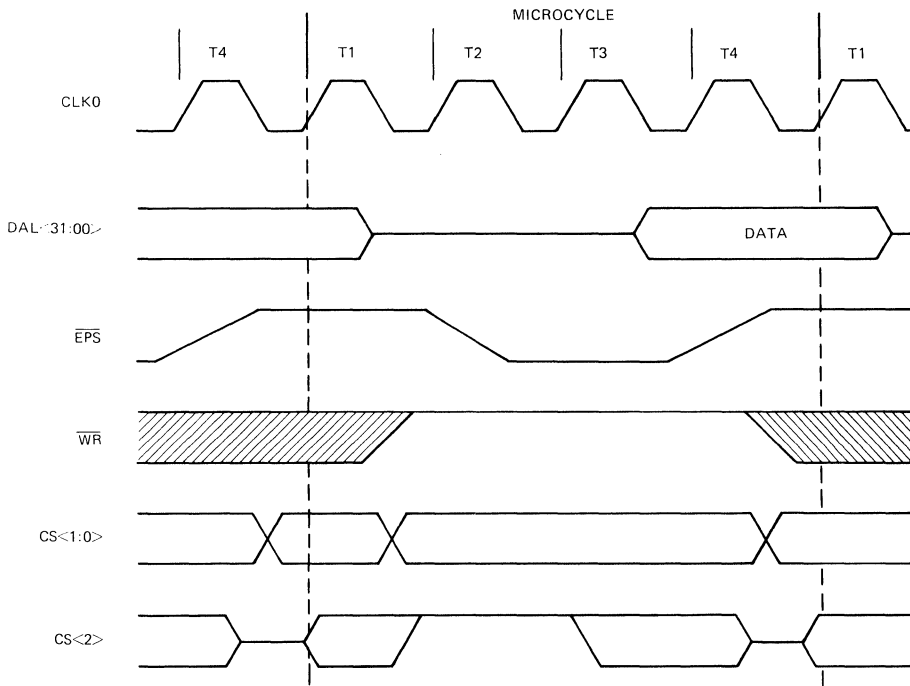 MICROCYCLE
T4 T1 T2 T3 T4 T1
CLKO
DAL<31:00>
DATA
EPS
WR
CS<1:0>
CS<2>